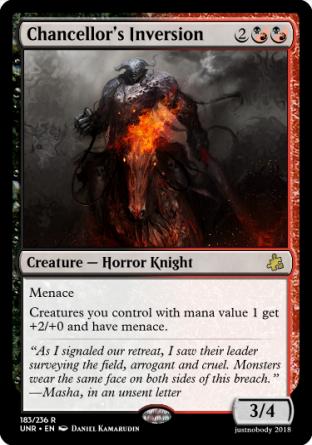 Chancellor's Inversion 2
Creature — Horror Knight
Menace
Creatures you control with mana value 1 get
+2/+0 and have menace.
“As I signaled our retreat, I saw their leader
surveying the field, arrogant and cruel. Monsters
wear the same face on both sides of this breach.”
—Masha, in an unsent letter
3/4
183/236 R
UNR • EN Daniel Kamarudin
justnobody 2018